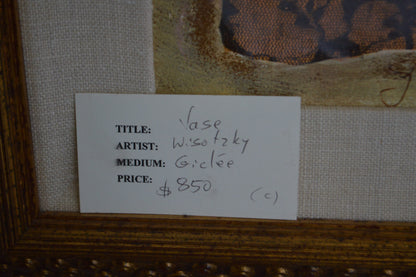 TITLE: Vase
ARTIST: Wisotzky
MEDIUM: Giclée
PRICE: $850
(c)